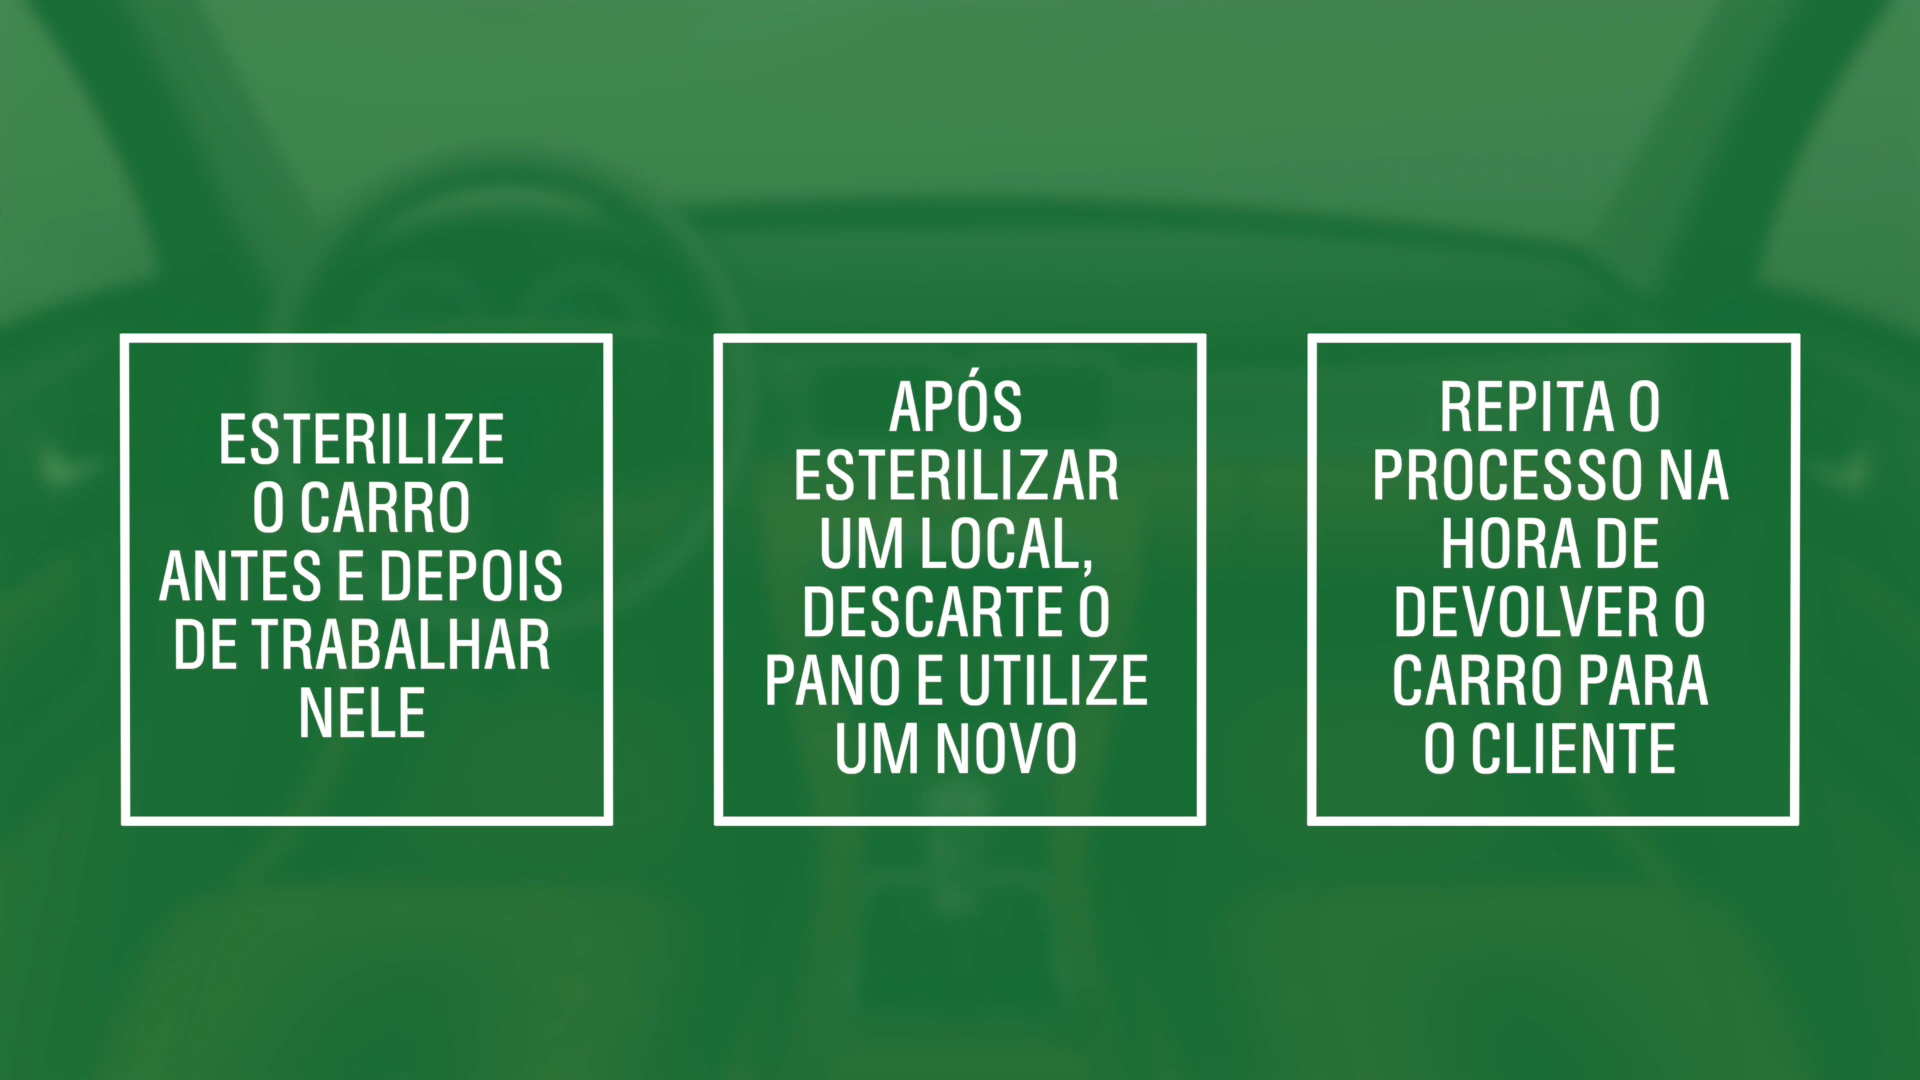 ESTERILIZE
O CARRO
ANTES E DEPOIS
DE TRABALHAR
NELE
APÓS
ESTERILIZAR
UM LOCAL,
DESCARTE O
PANO E UTILIZE
UM NOVO
REPITA O
PROCESSO NA
HORA DE
DEVOLVER O
CARRO PARA
O CLIENTE